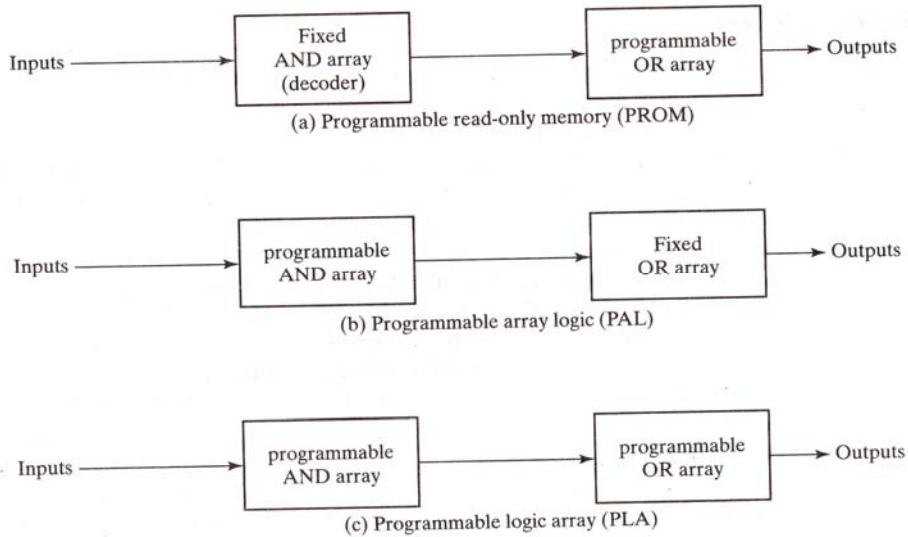 Inputs
Fixed
AND array
(decoder)
programmable
OR array
Outputs
(a) Programmable read-only memory (PROM)
Inputs
programmable
AND array
Fixed
OR array
Outputs
(b) Programmable array logic (PAL)
Inputs
programmable
AND array
programmable
OR array
Outputs
(c) Programmable logic array (PLA)